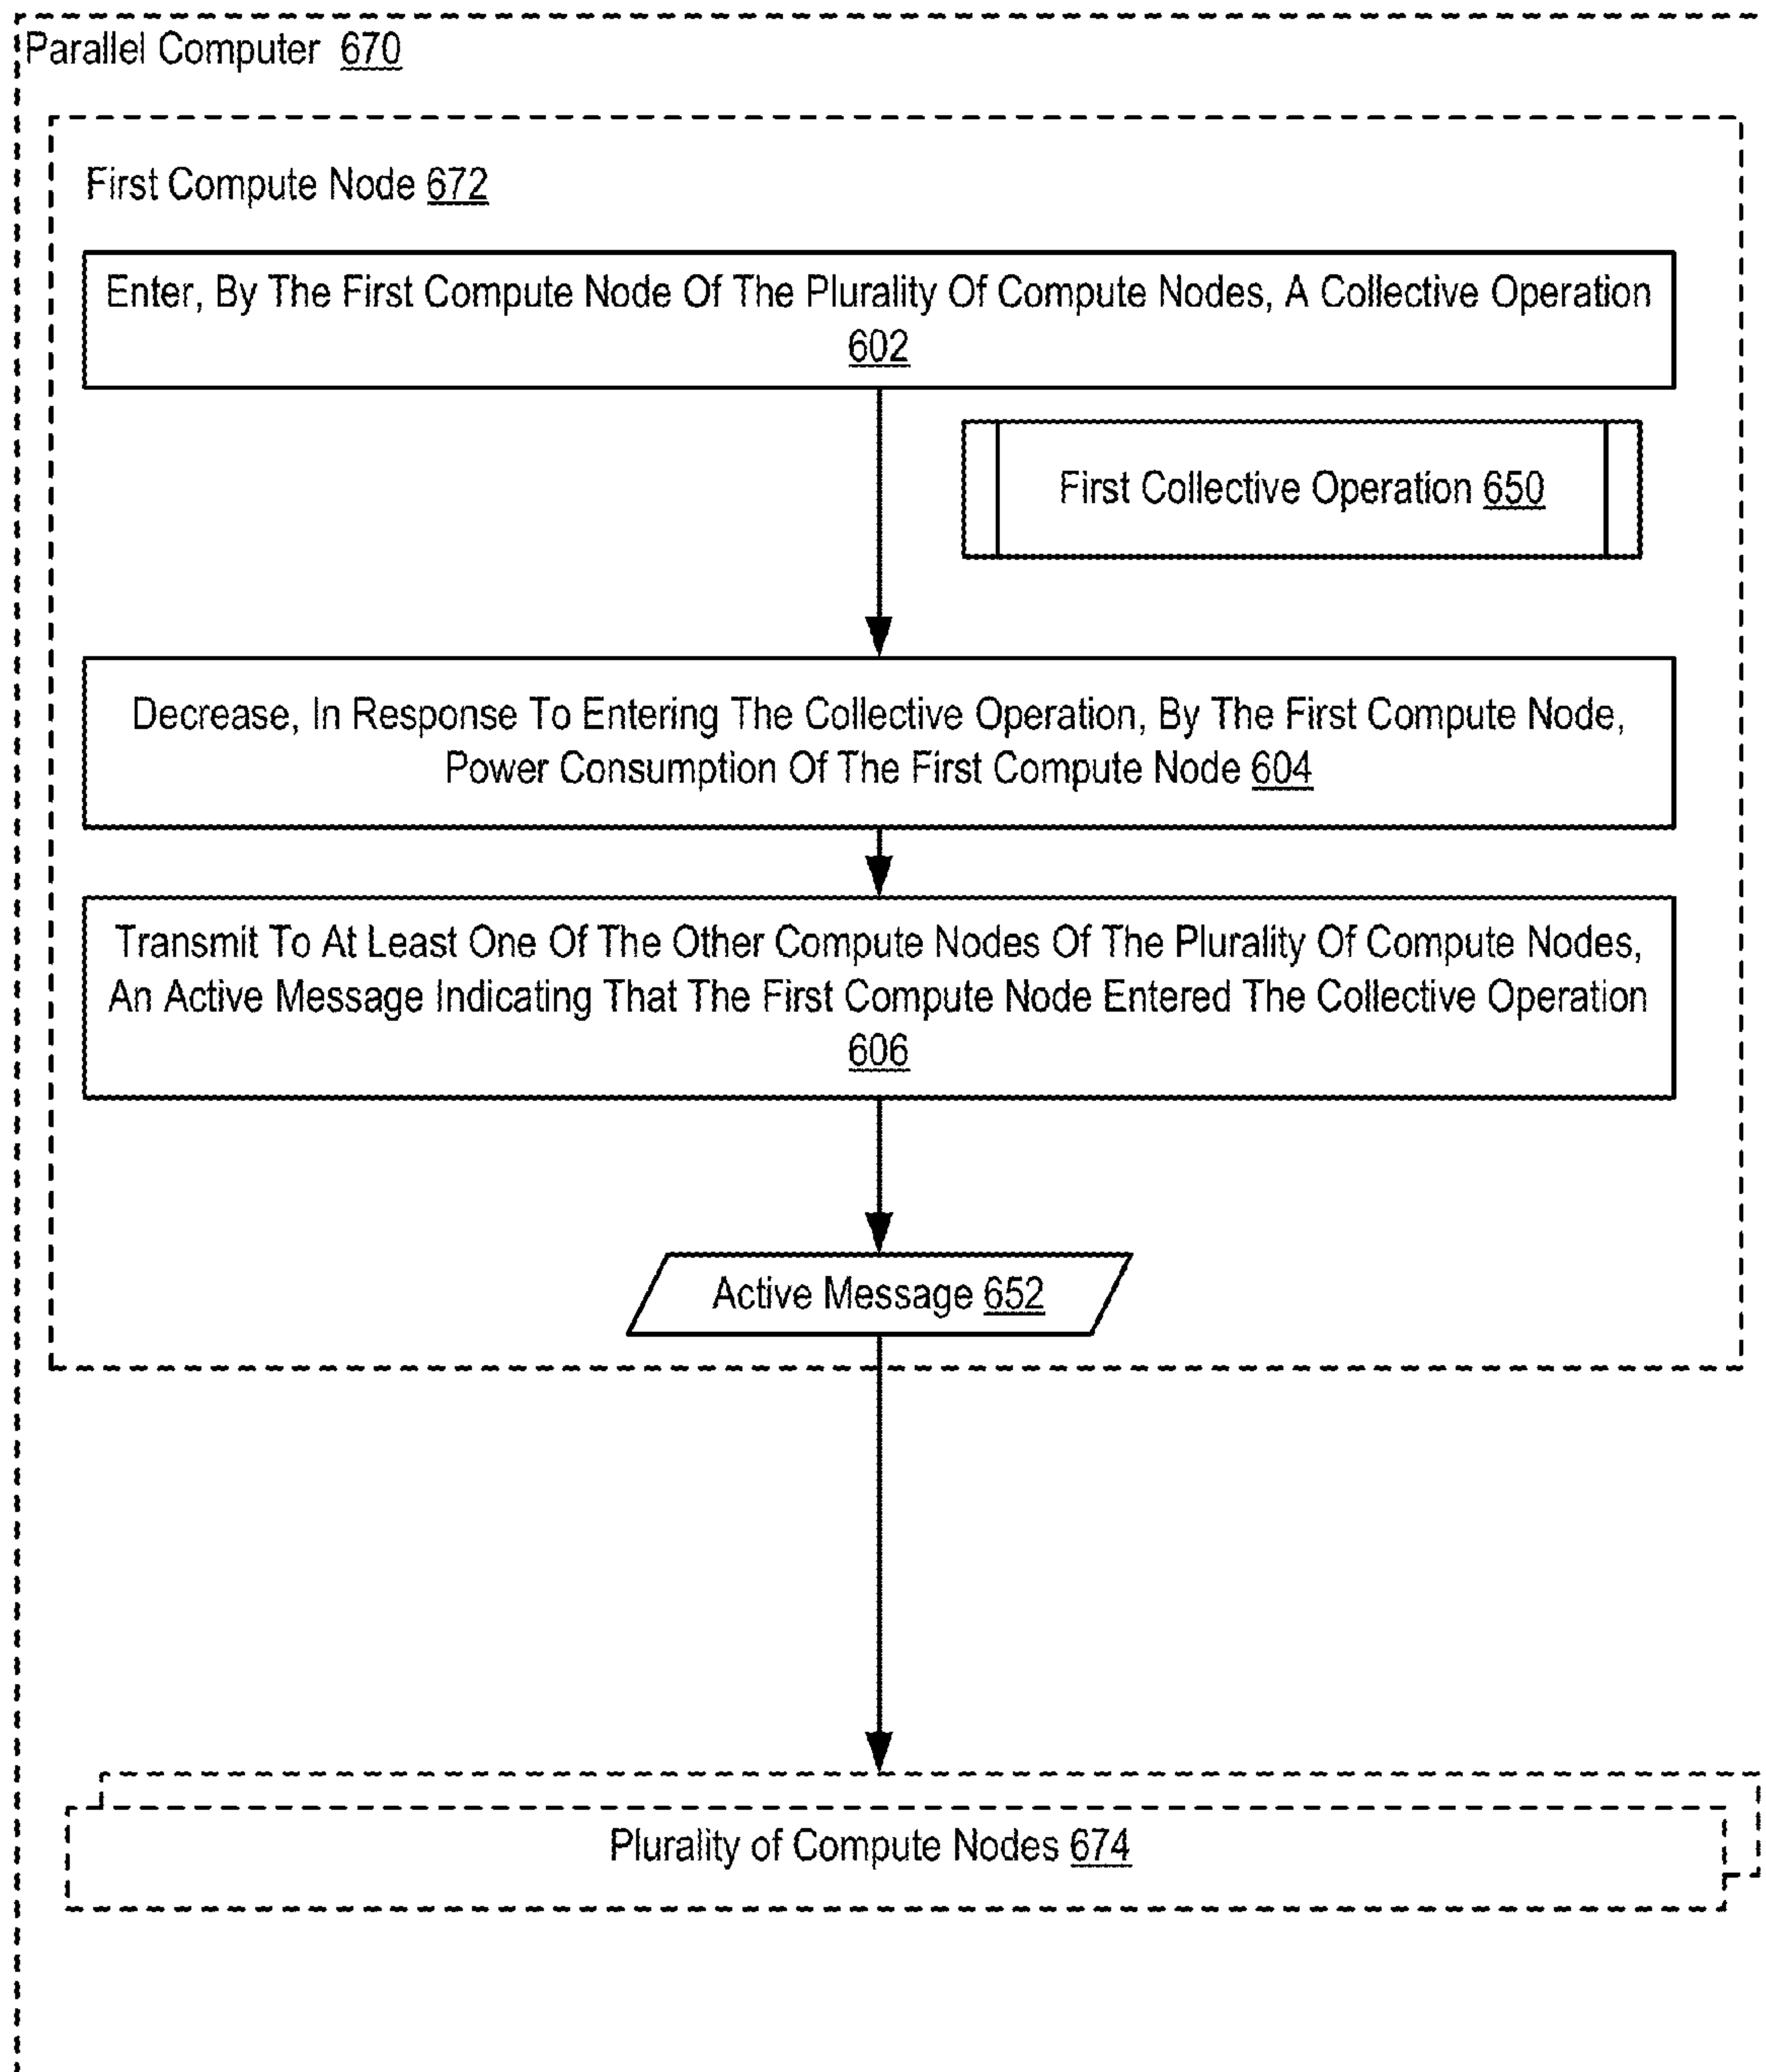 Parallel Computer 670
First Compute Node 672
Enter, By The First Compute Node Of The Plurality Of Compute Nodes, A Collective Operation
602
First Collective Operation 650
Decrease, In Response To Entering The Collective Operation, By The First Compute Node,
Power Consumption Of The First Compute Node 604
Transmit To At Least One Of The Other Compute Nodes Of The Plurality Of Compute Nodes,
An Active Message Indicating That The First Compute Node Entered The Collective Operation
606
Active Message 652
Plurality of Compute Nodes 674